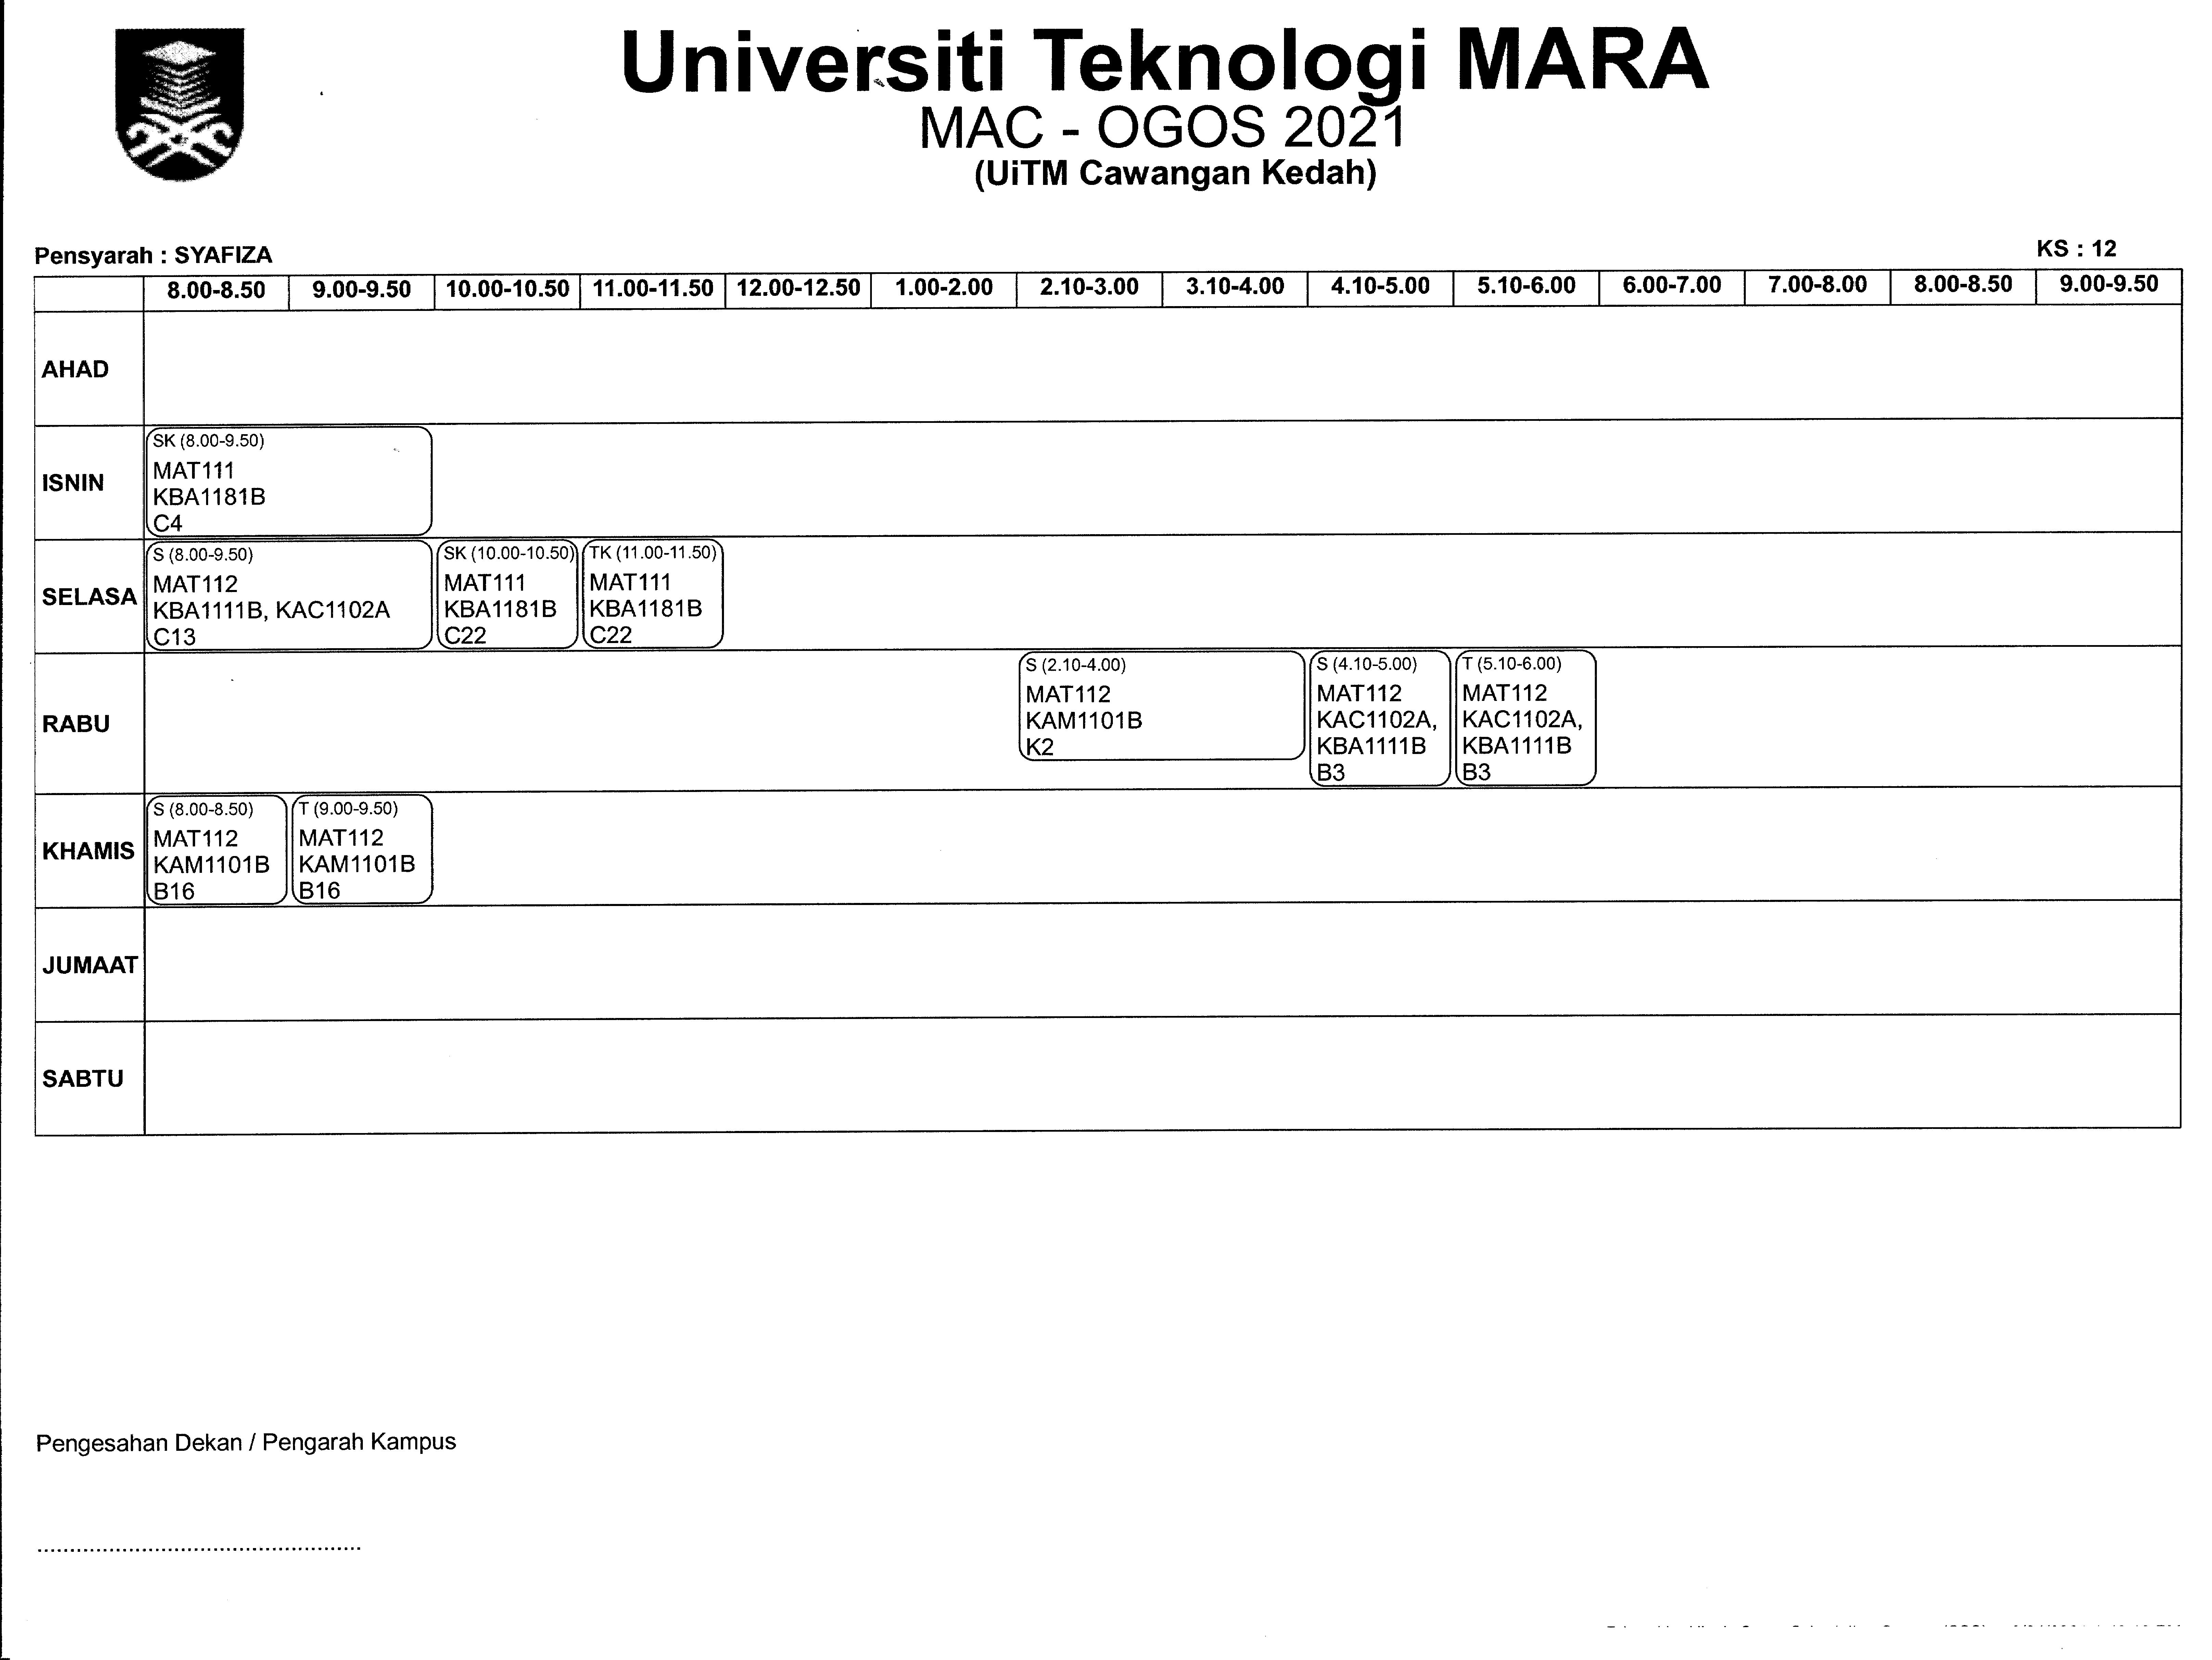 Universiti Teknologi MARA
MAC - OGOS 2021
(UiTM Cawangan Kedah)
Pensyarah : SYAFIZA
KS : 12
8.00-8.50 9.00-9.50 10.00-10.50 11.00-11.50 12.00-12.50 1.00-2.00 2.10-3.00 3.10-4.00 4.10-5.00 5.10-6.00 6.00-7.00 7.00-8.00 8.00-8.50 9.00-9.50
AHAD
ISNIN
SK (8.00-9.50)
MAT111
KBA1181B
C4
SELASA
S (8.00-9.50)
MAT112
KBA1111B, KAC1102A
C13
SK (10.00-10.50)
MAT111
KBA1181B
C22
TK (11.00-11.50)
MAT111
KBA1181B
C22
RABU
S (2.10-4.00)
MAT112
KAM1101B
K2
S (4.10-5.00)
MAT112
KAC1102A,
KBA1111B
B3
T (5.10-6.00)
MAT112
KAC1102A,
KBA1111B
B3
KHAMIS
S (8.00-8.50)
MAT112
KAM1101B
B16
T (9.00-9.50)
MAT112
KAM1101B
B16
JUMAAT
SABTU
Pengesahan Dekan / Pengarah Kampus
.................................................